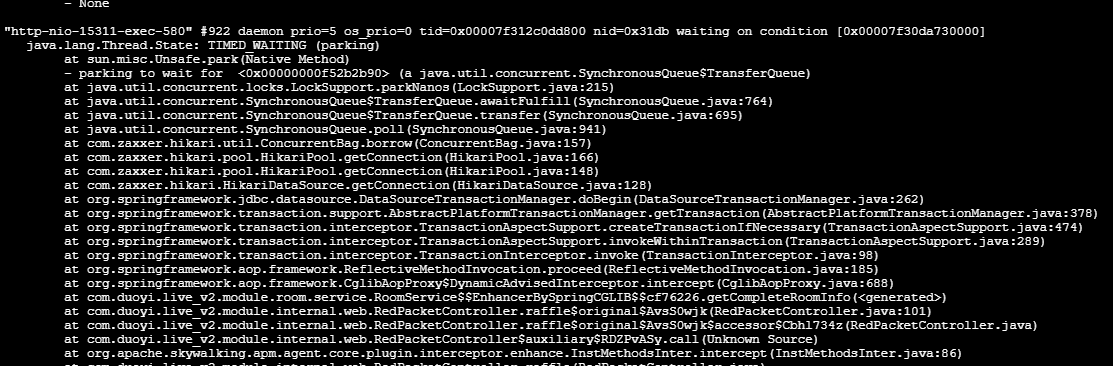 - None
"http-nio-15311-exec-580" #922 daemon prio=5 os_prio=0 tid=0x00007f312c0dd800 nid=0x31db waiting on condition [0x00007f30da730000]
java.lang.Thread.State: TIMED_WAITING (parking)
at sun.misc.Unsafe.park(Native Method)
- parking to wait for <0x00000000f52b2b90> (a java.util.concurrent.SynchronousQueue$TransferQueue)
at java.util.concurrent.locks.LockSupport.parkNanos(LockSupport.java:215)
at java.util.concurrent.SynchronousQueue$TransferQueue.awaitFulfill(SynchronousQueue.java:764)
at java.util.concurrent.SynchronousQueue$TransferQueue.transfer(SynchronousQueue.java:695)
at java.util.concurrent.SynchronousQueue.poll(SynchronousQueue.java:941)
at com.zaxxer.hikari.util.ConcurrentBag.borrow(ConcurrentBag.java:157)
at com.zaxxer.hikari.pool.HikariPool.getConnection(HikariPool.java:166)
at com.zaxxer.hikari.pool.HikariPool.getConnection(HikariPool.java:148)
at com.zaxxer.hikari.HikariDataSource.getConnection(HikariDataSource.java:128)
at org.springframework.jdbc.datasource.DataSourceTransactionManager.doBegin(DataSourceTransactionManager.java:262)
at org.springframework.transaction.support.AbstractPlatformTransactionManager.getTransaction(AbstractPlatformTransactionManager.java:378)
at org.springframework.transaction.interceptor.TransactionAspectSupport.createTransactionIfNecessary(TransactionAspectSupport.java:474)
at org.springframework.transaction.interceptor.TransactionAspectSupport.invokeWithinTransaction(TransactionAspectSupport.java:289)
at org.springframework.transaction.interceptor.TransactionInterceptor.invoke(TransactionInterceptor.java:98)
at org.springframework.aop.framework.ReflectiveMethodInvocation.proceed(ReflectiveMethodInvocation.java:185)
at org.springframework.aop.framework.CglibAopProxy$DynamicAdvisedInterceptor.intercept(CglibAopProxy.java:688)
at com.duoyi.live_v2.module.room.service.RoomService$$EnhancerBySpringCGLIB$$cf76226.getCompleteRoomInfo(<generated>)
at com.duoyi.live_v2.module.internal.web.RedPacketController.raffle$original$AvsS0wjk(RedPacketController.java:101)
at com.duoyi.live_v2.module.internal.web.RedPacketController.raffle$original$AvsS0wjk$accessor$Cbhl734z(RedPacketController.java)
at com.duoyi.live_v2.module.internal.web.RedPacketController$auxiliary$RDZPvASy.call(Unknown Source)
at org.apache.skywalking.apm.agent.core.plugin.interceptor.enhance.InstMethodsInter.intercept(InstMethodsInter.java:86)
at com.duoyi.live_v2.module.internal.web.RedPacketController.raffle(RedPacketController.java)